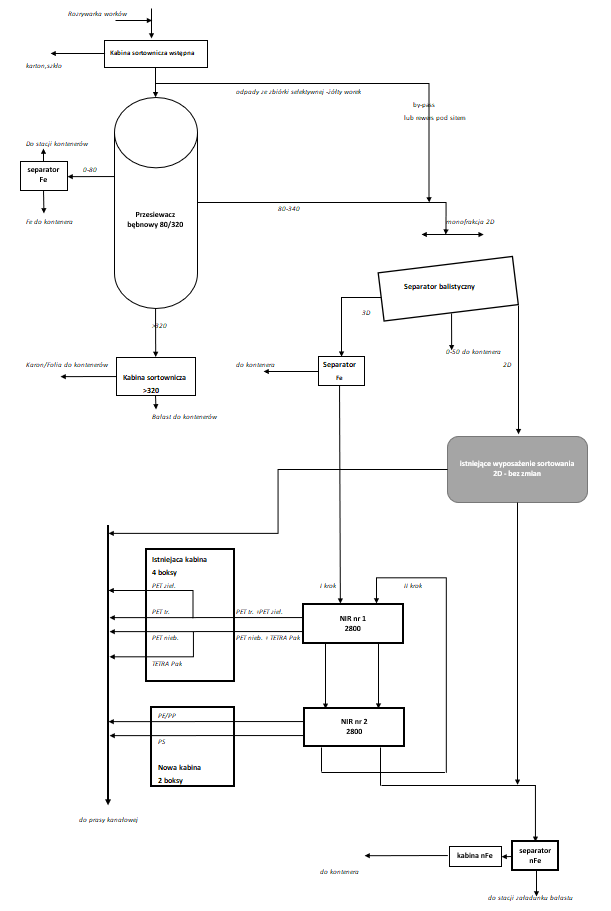 Rozrywarka worków
Kabina sortownicza wstępna
karton,szkło
odpady ze zbiórki selektywnej -żółty worek
by-pass
lub rewers pod sitem
Do stacji kontenerów
separator
Fe
0-80
Fe do kontenera
Przesiewacz
bębnowy 80/320
80-340
monofrakcja 2D
Separator balistyczny
3D
>320
0-50 do kontenera
2D
Karon/Folia do kontenerów
Kabina sortownicza
>320
do kontenera
Separator
Fe
Balast do kontenerów
istniejące wyposażenie sortowania
2D - bez zmian
Istniejaca kabina
4 boksy
PET ziel.
I krok
II krok
PET tr.
PET tr. +PET ziel.
NIR nr 1
2800
PET nieb.
PET nieb. + TETRA Pak
TETRA Pak
PE/PP
NIR nr 2
2800
PS
Nowa kabina
2 boksy
do prasy kanałowej
separator
nFe
kabina nFe
do kontenera
do stacji załadunku balastu